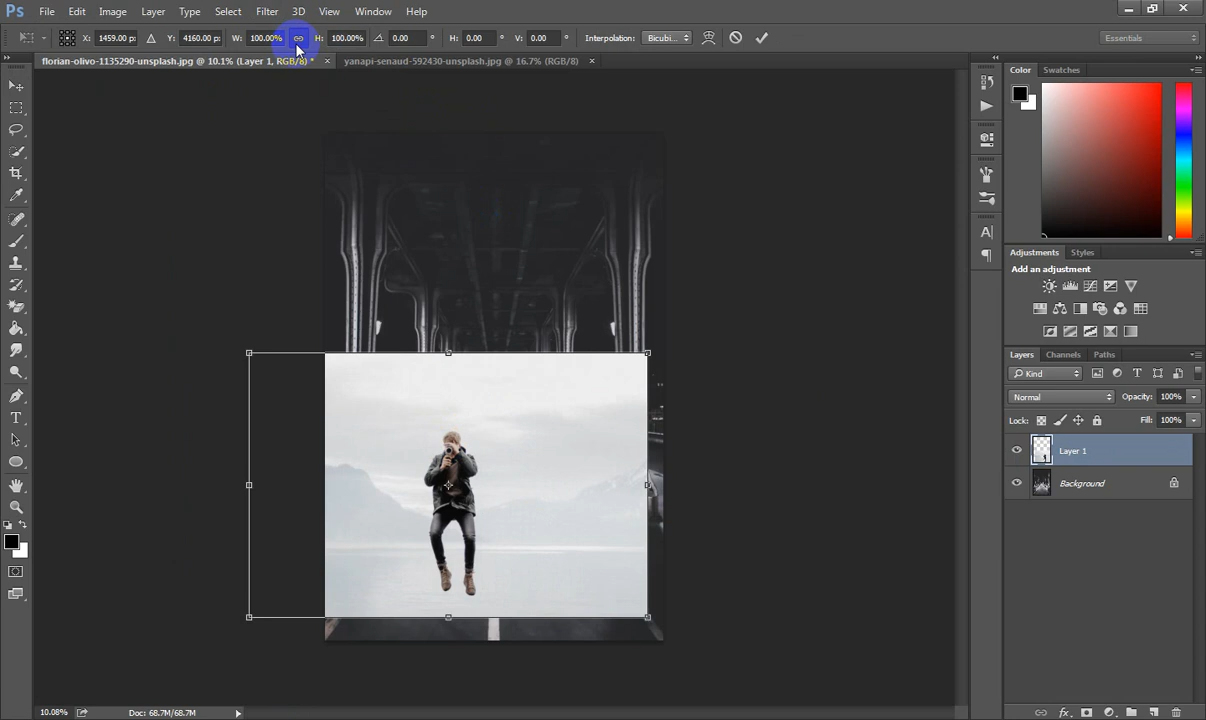 Ps File Edit Image Layer Type Select Filter 3D View Window Help
X: 1459.00 p Y: 4160.00 p W: 100.00% H: 100.00% 0.00 ° H: 0.00 ° V: 0.00 ° Interpolation: Bicubi... Essentials
florian-olivo-1135290-unsplash.jpg @ 10.1% (Layer 1, RGB/8) * × yanapi-senaud-592430-unsplash.jpg @ 16.7% (RGB/8) ×
Color Swatches
Adjustments Styles
Add an adjustment
Layers Channels Paths
Kind
Normal Opacity: 100%
Lock: Fill: 100%
Layer 1
Background
10.08% Doc: 68.7M/68.7M
fx